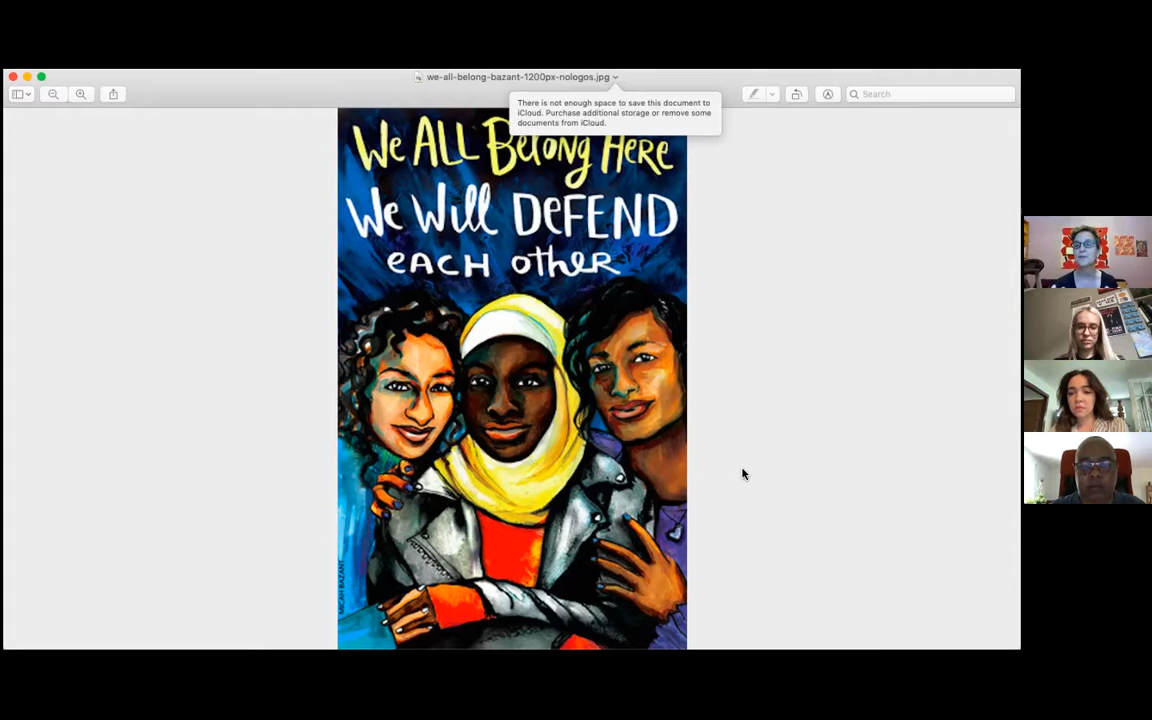 we-all-belong-bazant-1200px-nologos.jpg
Search
There is not enough space to save this document to
iCloud. Purchase additional storage or remove some
documents from iCloud.
We ALL Belong Here
We Will DeFEND
eACH otHeR
MICAH BAZANT